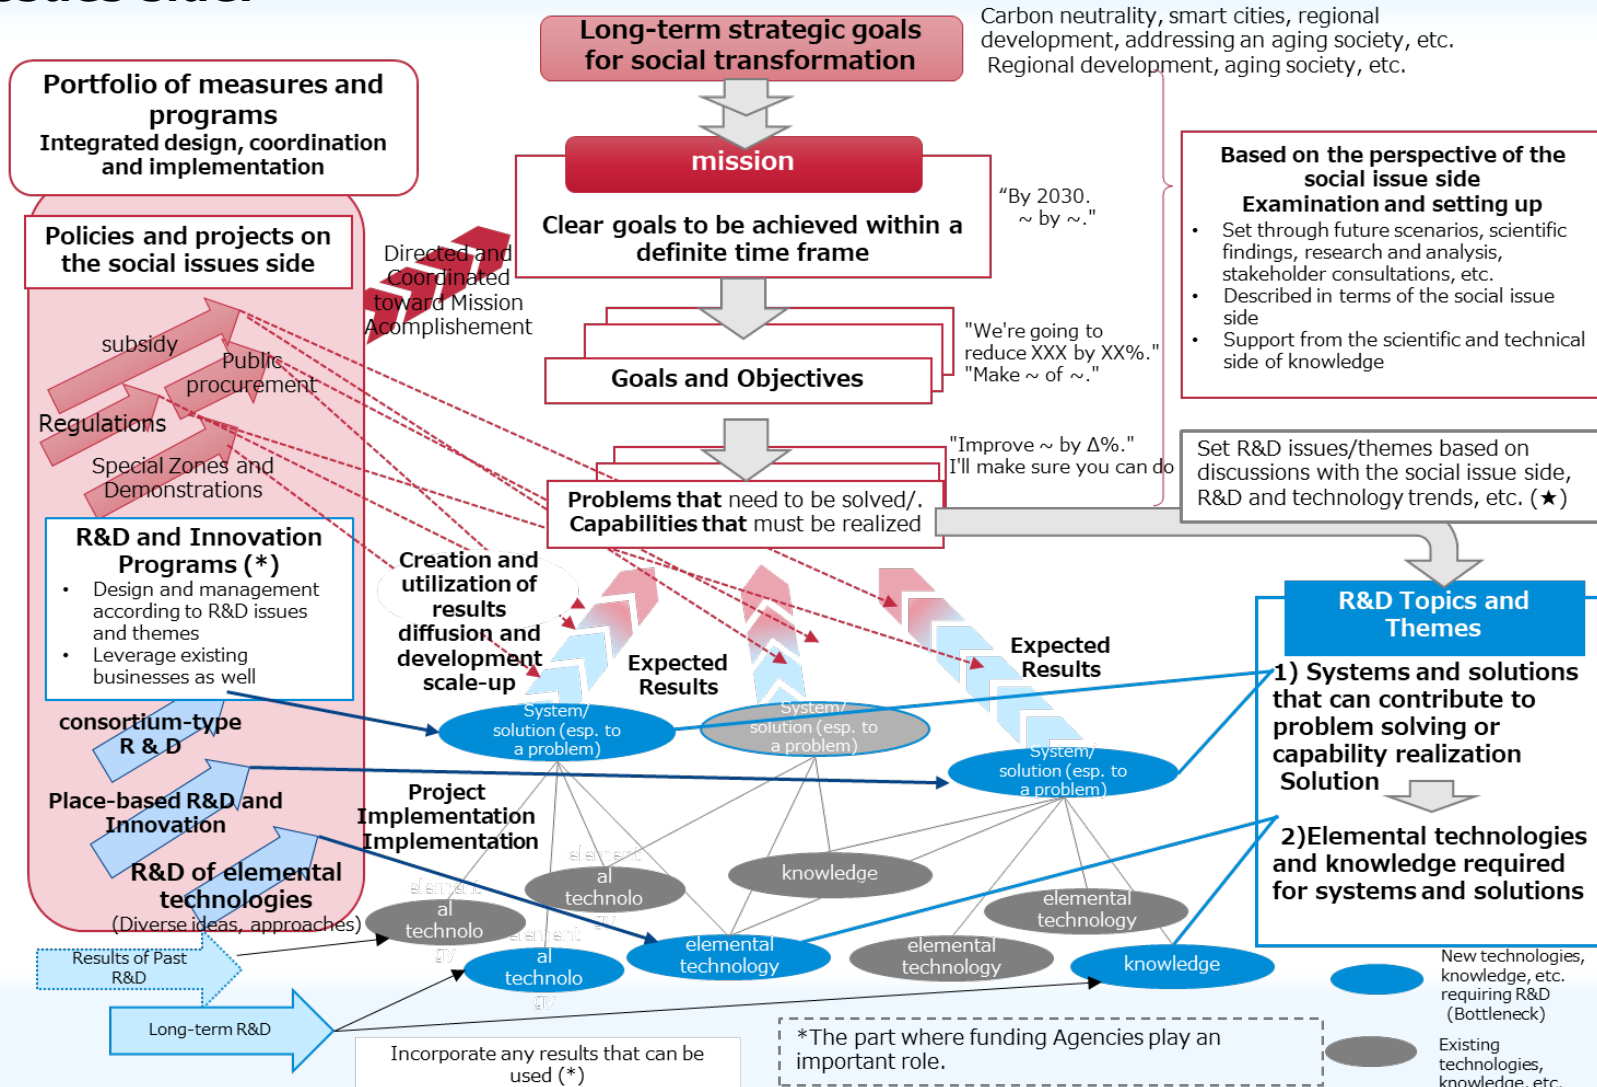 Long-term strategic goals
for social transformation
Carbon neutrality, smart cities, regional
development, addressing an aging society, etc.
Regional development, aging society, etc.
Portfolio of measures and
programs
Integrated design, coordination
and implementation
mission
Clear goals to be achieved within a
definite time frame
“By 2030.
~ by ~."
Based on the perspective of the
social issue side
Examination and setting up
• Set through future scenarios, scientific
findings, research and analysis,
stakeholder consultations, etc.
• Described in terms of the social issue
side
• Support from the scientific and technical
side of knowledge
Policies and projects on
the social issues side
Directed and
Coordinated
toward Mission
Acomplishement
subsidy
Public
procurement
Regulations
Special Zones and
Demonstrations
Goals and Objectives
"We're going to
reduce XXX by XX%."
"Make ~ of ~."
"Improve ~ by Δ%."
I'll make sure you can do
Problems that need to be solved/.
Capabilities that must be realized
Set R&D issues/themes based on
discussions with the social issue side,
R&D and technology trends, etc. (★)
R&D and Innovation
Programs (*)
• Design and management
according to R&D issues
and themes
• Leverage existing
businesses as well
Creation and
utilization of
results
diffusion and
development
scale-up
Expected
Results
Expected
Results
R&D Topics and
Themes
1) Systems and solutions
that can contribute to
problem solving or
capability realization
Solution
2)Elemental technologies
and knowledge required
for systems and solutions
consortium-type
R & D
Place-based R&D and
Innovation
R&D of elemental
technologies
(Diverse ideas, approaches)
System/
solution (esp. to
a problem)
System/
solution (esp. to
a problem)
System/
solution (esp. to
a problem)
Project
Implementation
Implementation
element
al
technolo
gy
element
al
technolo
gy
element
al
technolo
gy
knowledge
elemental
technology
elemental
technology
elemental
technology
knowledge
Results of Past
R&D
Long-term R&D
Incorporate any results that can be
used (*)
*The part where funding Agencies play an
important role.
New technologies,
knowledge, etc.
requiring R&D
(Bottleneck)
Existing
technologies,
knowledge, etc.